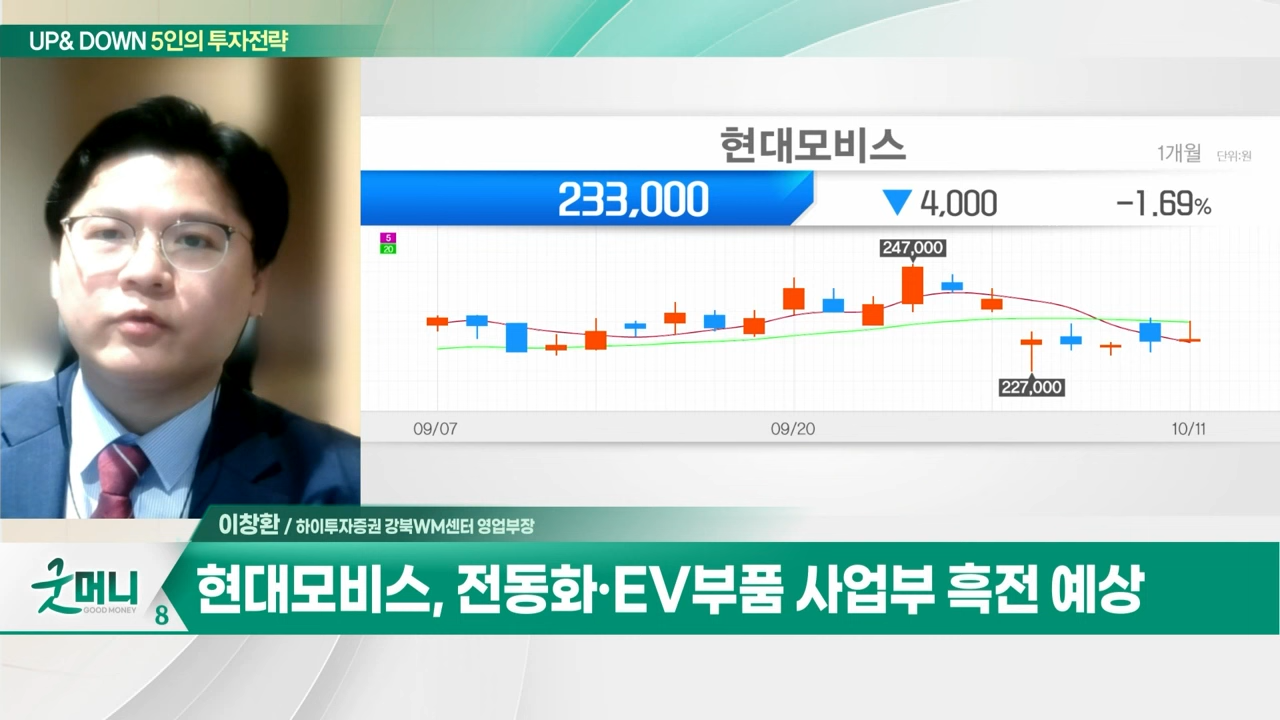 UP& DOWN 5인의 투자전략
현대모비스
1개월 단위:원
233,000 ▼ 4,000 -1.69%
5
20
247,000
227,000
09/07 09/20 10/11
이창환 / 하이투자증권 강북WM센터 영업부장
굿머니
GOOD MONEY
8
현대모비스, 전동화·EV부품 사업부 흑전 예상